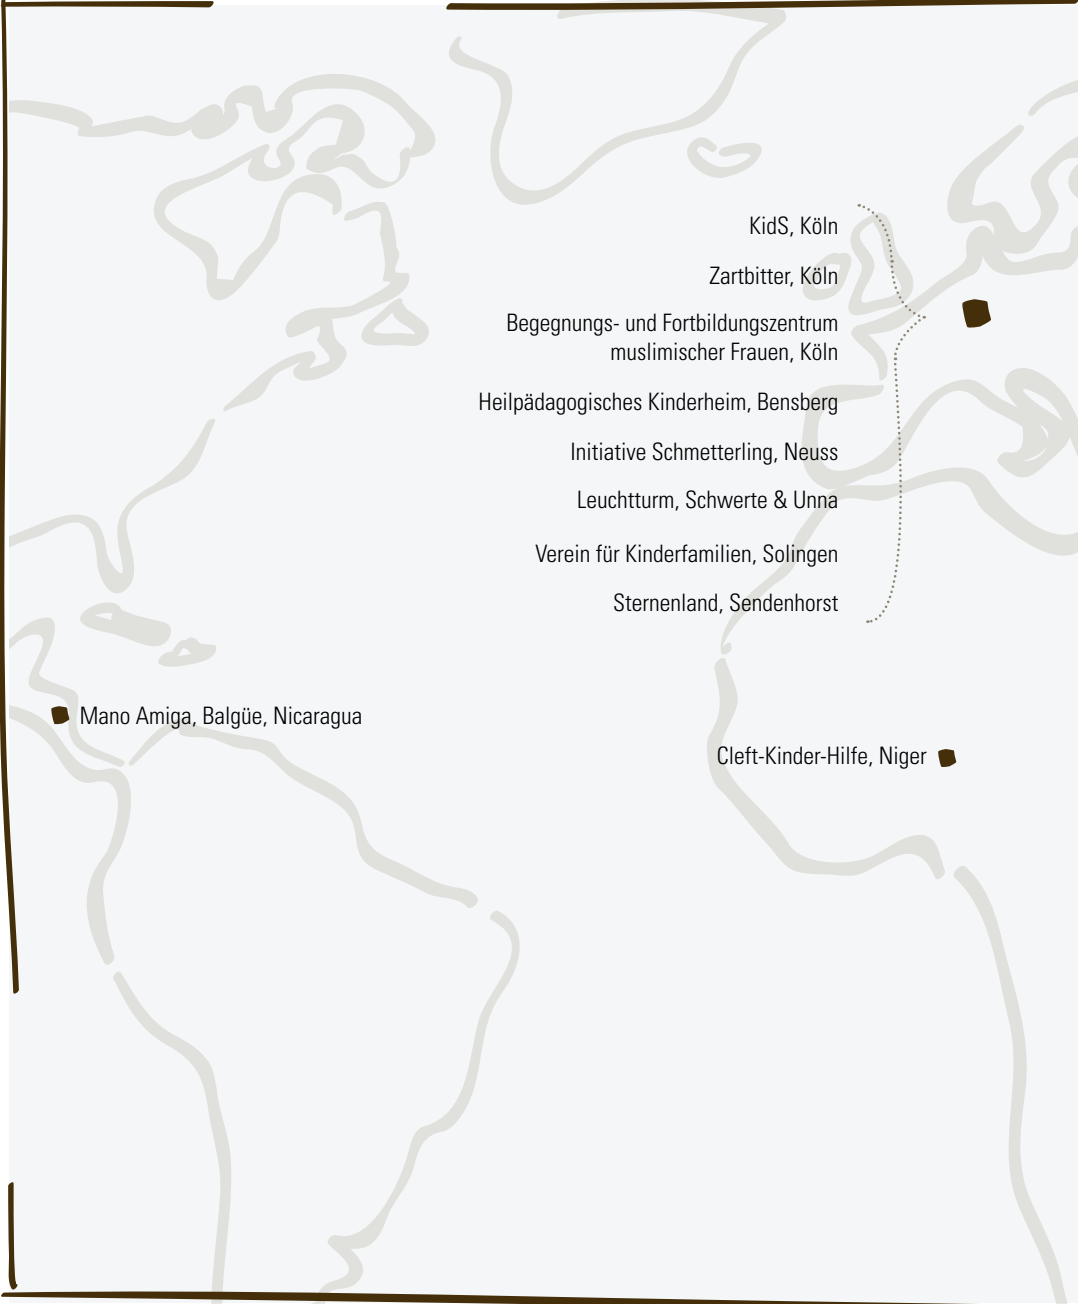 KidS, Köln
Zartbitter, Köln
Begegnungs- und Fortbildungszentrum
muslimischer Frauen, Köln
Heilpädagogisches Kinderheim, Bensberg
Initiative Schmetterling, Neuss
Leuchtturm, Schwerte & Unna
Verein für Kinderfamilien, Solingen
Sternenland, Sendenhorst
Mano Amiga, Balgüe, Nicaragua
Cleft-Kinder-Hilfe, Niger